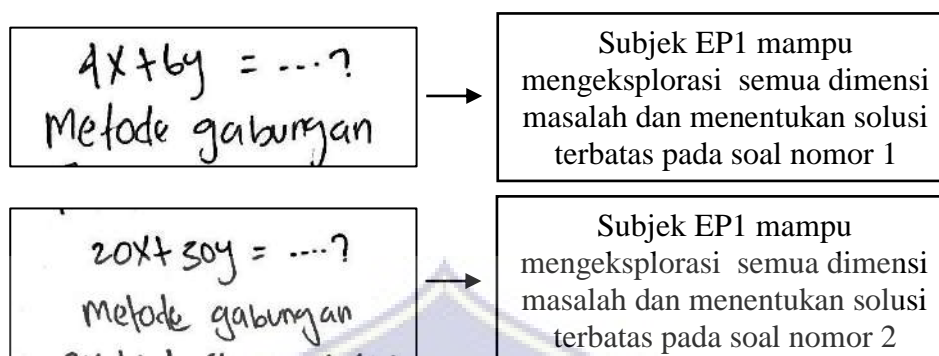 4x+6y = ....?
Metode gabungan
Subjek EP1 mampu
mengeksplorasi semua dimensi
masalah dan menentukan solusi
terbatas pada soal nomor 1
20x+30y = ....?
Metode gabungan
Subjek EP1 mampu
mengeksplorasi semua dimensi
masalah dan menentukan solusi
terbatas pada soal nomor 2